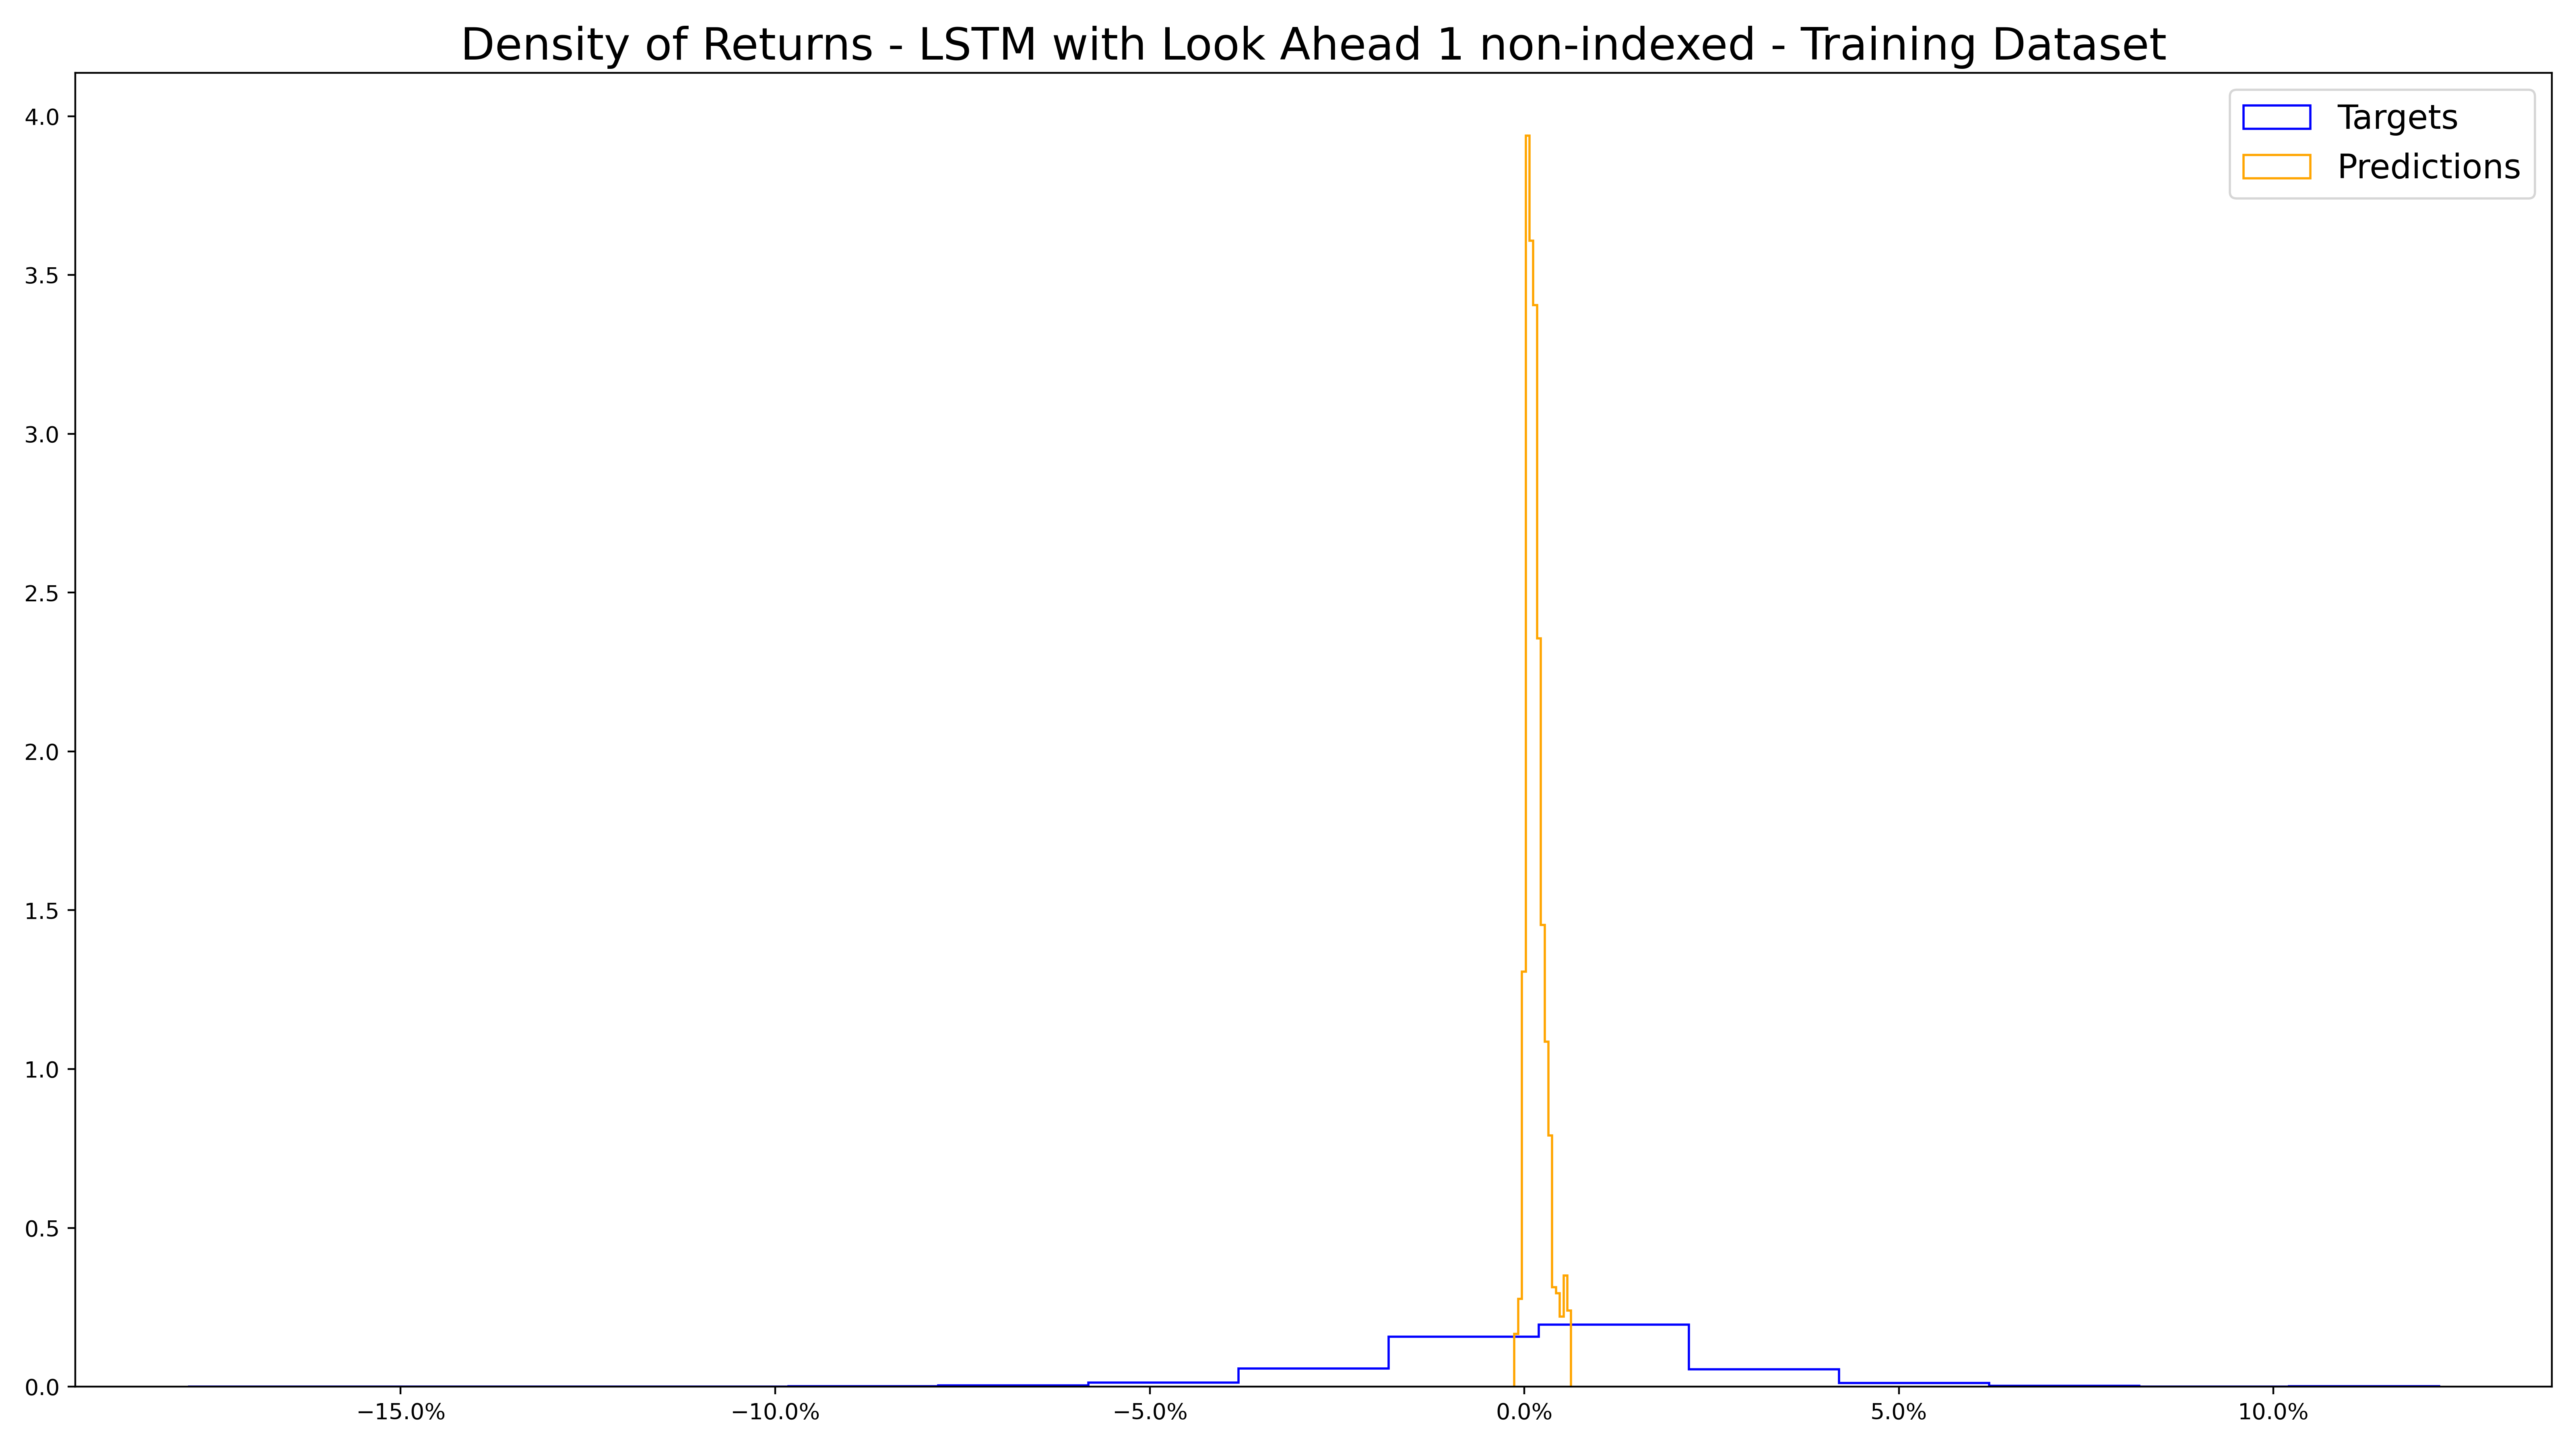 Density of Returns - LSTM with Look Ahead 1 non-indexed - Training Dataset
Targets
Predictions
4.0
3.5
3.0
2.5
2.0
1.5
1.0
0.5
0.0
−15.0% −10.0% −5.0% 0.0% 5.0% 10.0%